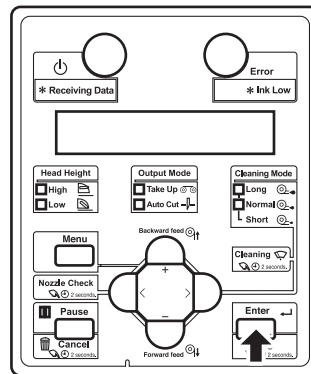 Error
* Receiving Data
* Ink Low
Head Height
High
Low
Output Mode
Take Up
Auto Cut
Cleaning Mode
Long
Normal
Short
Menu
Backward feed
+
< >
−
Forward feed
Cleaning
2 seconds.
Nozzle Check
2 seconds.
Pause
Cancel
2 seconds.
Enter
2 seconds.